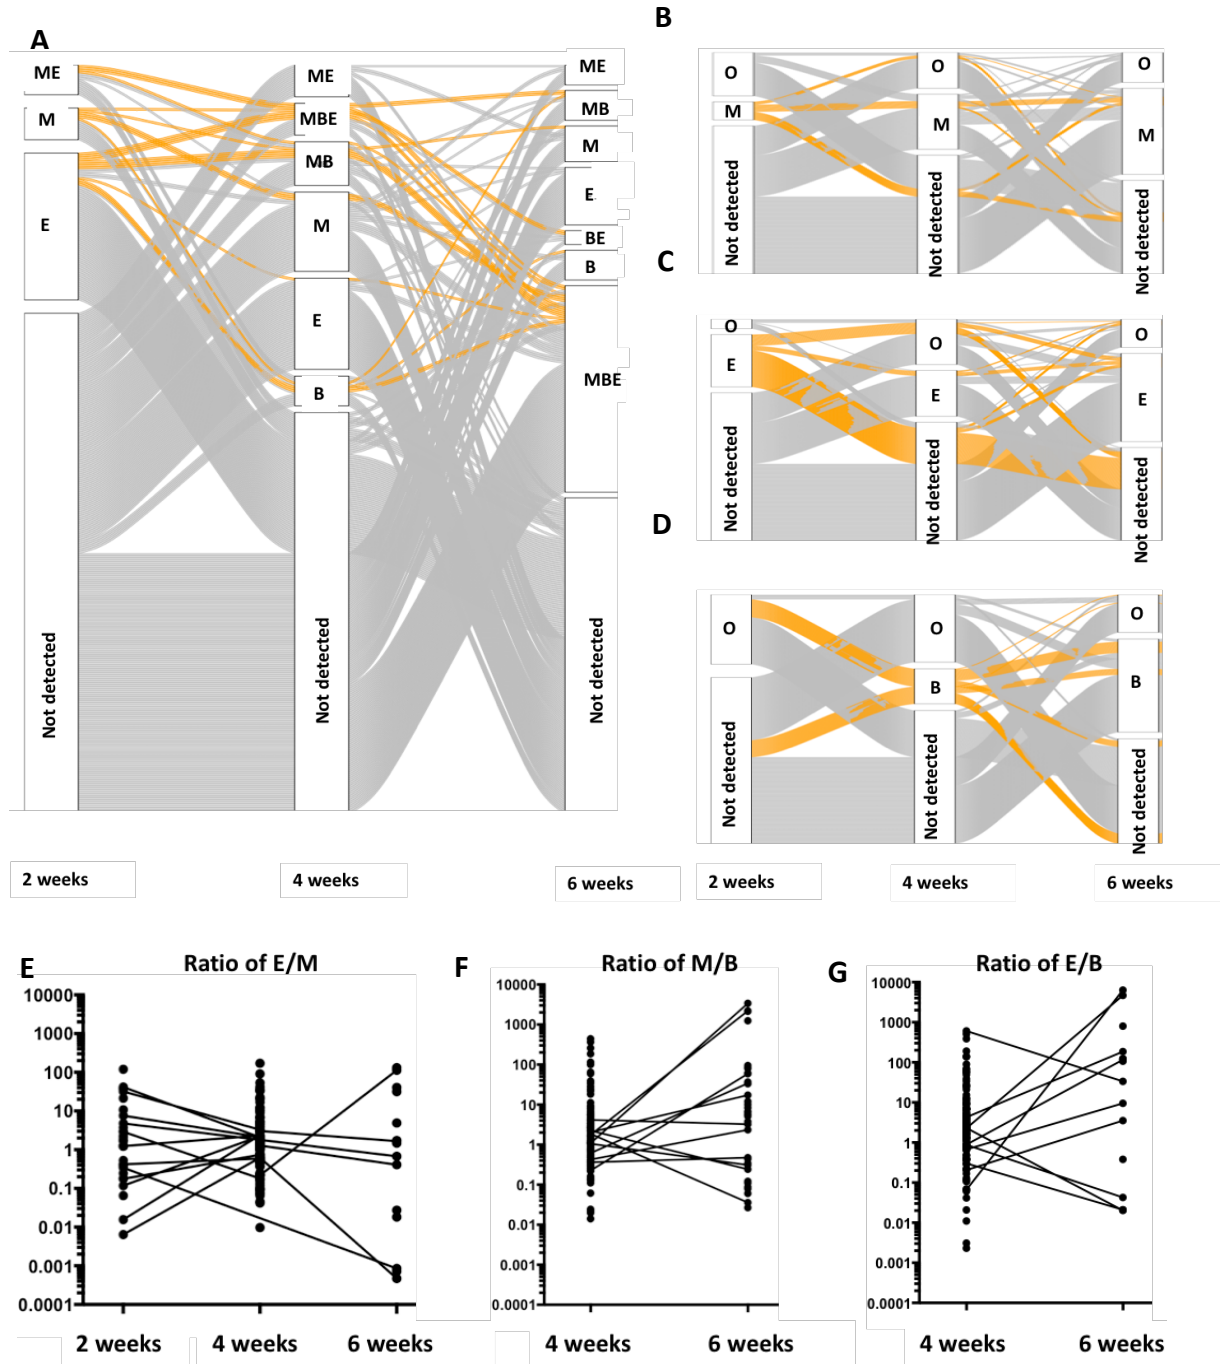 A
ME
M
E
Not detected
ME
MBE
MB
M
E
B
Not detected
ME
MB
M
E
BE
B
MBE
Not detected
2 weeks
4 weeks
6 weeks
B
O
M
Not detected
O
M
Not detected
O
M
Not detected
C
O
E
Not detected
O
E
Not detected
O
E
Not detected
D
O
Not detected
O
B
Not detected
O
B
Not detected
2 weeks
4 weeks
6 weeks
E
Ratio of E/M
10000
1000
100
10
1
0.1
0.01
0.001
0.0001
2 weeks
4 weeks
6 weeks
F
Ratio of M/B
10000
1000
100
10
1
0.1
0.01
0.001
0.0001
4 weeks
6 weeks
G
Ratio of E/B
10000
1000
100
10
1
0.1
0.01
0.001
0.0001
4 weeks
6 weeks